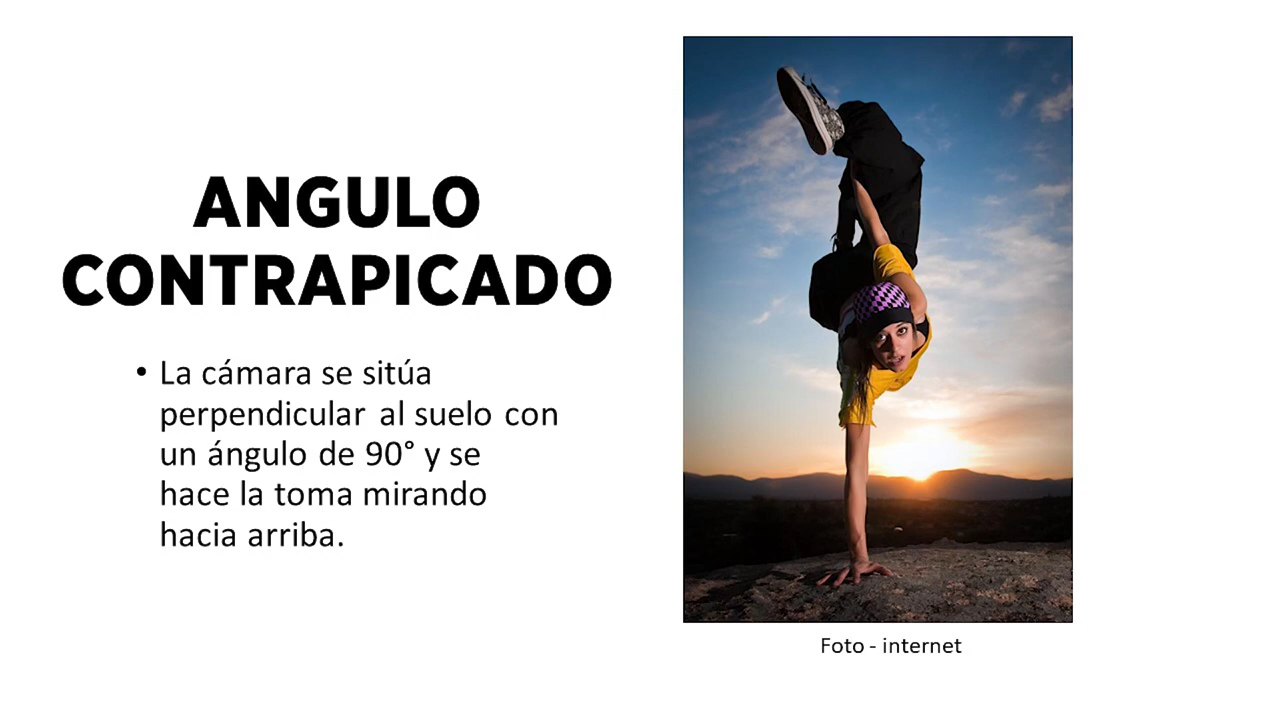 ANGULO
CONTRAPICADO
• La cámara se sitúa
perpendicular al suelo con
un ángulo de 90° y se
hace la toma mirando
hacia arriba.
Foto - internet